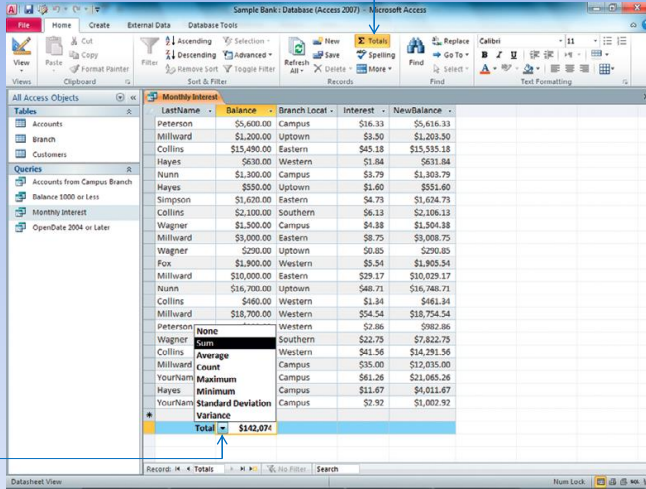 Sample Bank : Database (Access 2007) - Microsoft Access
File Home Create External Data Database Tools
View
Paste
Cut
Copy
Format Painter
Filter
Ascending
Descending
Remove Sort
Selection
Advanced
Toggle Filter
Refresh All
New
Save
Delete
Totals
Spelling
More
Find
Replace
Go To
Select
Calibri 11
B I U
Views Clipboard Sort & Filter Records Find Text Formatting
All Access Objects
Tables
Accounts
Branch
Customers
Queries
Accounts from Campus Branch
Balance 1000 or Less
Monthly Interest
OpenDate 2004 or Later
Monthly Interest
LastName Balance Branch Locat Interest NewBalance
Peterson $5,600.00 Campus $16.33 $5,616.33
Millward $1,200.00 Uptown $3.50 $1,203.50
Collins $15,490.00 Eastern $45.18 $15,535.18
Hayes $630.00 Western $1.84 $631.84
Nunn $1,300.00 Campus $3.79 $1,303.79
Hayes $550.00 Uptown $1.60 $551.60
Simpson $1,620.00 Eastern $4.73 $1,624.73
Collins $2,100.00 Southern $6.13 $2,106.13
Wagner $1,500.00 Campus $4.38 $1,504.38
Millward $3,000.00 Eastern $8.75 $3,008.75
Wagner $290.00 Uptown $0.85 $290.85
Fox $1,900.00 Western $5.54 $1,905.54
Millward $10,000.00 Eastern $29.17 $10,029.17
Nunn $16,700.00 Uptown $48.71 $16,748.71
Collins $460.00 Western $1.34 $461.34
Millward $18,700.00 Western $54.54 $18,754.54
Peterson Western $2.86 $982.86
Wagner Southern $22.75 $7,822.75
Collins Western $41.56 $14,291.56
Millward Campus $35.00 $12,035.00
YourNam Campus $61.26 $21,065.26
Hayes Campus $11.67 $4,011.67
YourNam Campus $2.92 $1,002.92
None
Sum
Average
Count
Maximum
Minimum
Standard Deviation
Variance
Total $142,074
Record: Totals No Filter Search
Datasheet View Num Lock SQL